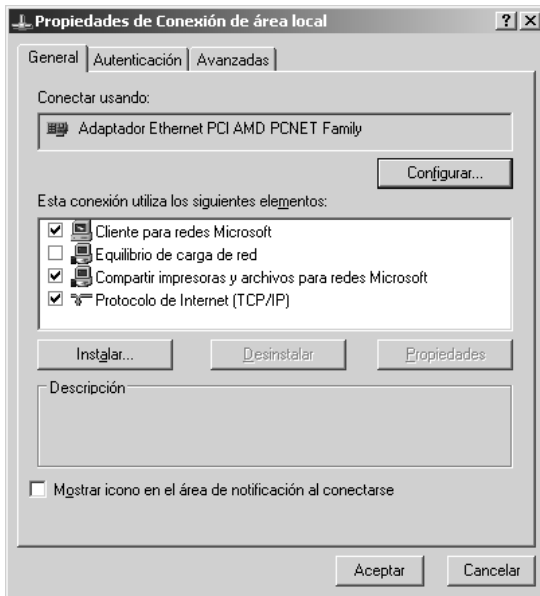 Propiedades de Conexión de área local
General Autenticación Avanzadas
Conectar usando:
Adaptador Ethernet PCI AMD PCNET Family
Configurar...
Esta conexión utiliza los siguientes elementos:
Cliente para redes Microsoft
Equilibrio de carga de red
Compartir impresoras y archivos para redes Microsoft
Protocolo de Internet (TCP/IP)
Instalar... Desinstalar Propiedades
Descripción
Mostrar icono en el área de notificación al conectarse
Aceptar Cancelar